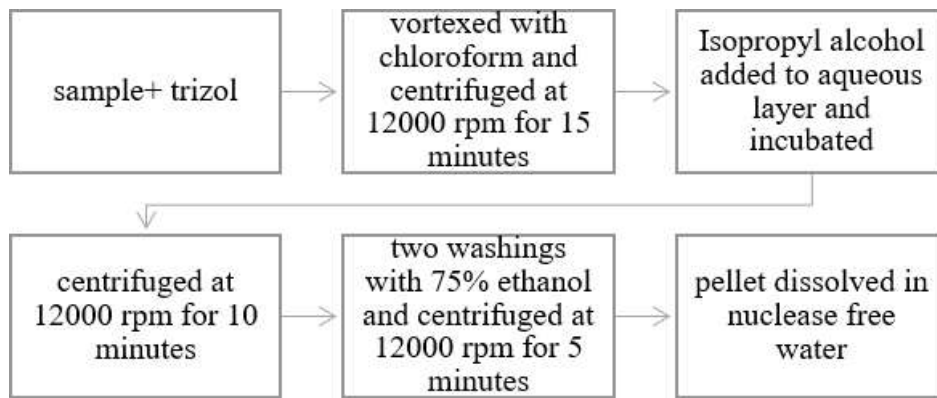 sample+ trizol
vortexed with
chloroform and
centrifuged at
12000 rpm for 15
minutes
Isopropyl alcohol
added to aqueous
layer and
incubated
centrifuged at
12000 rpm for 10
minutes
two washings
with 75% ethanol
and centrifuged at
12000 rpm for 5
minutes
pellet dissolved in
nuclease free
water